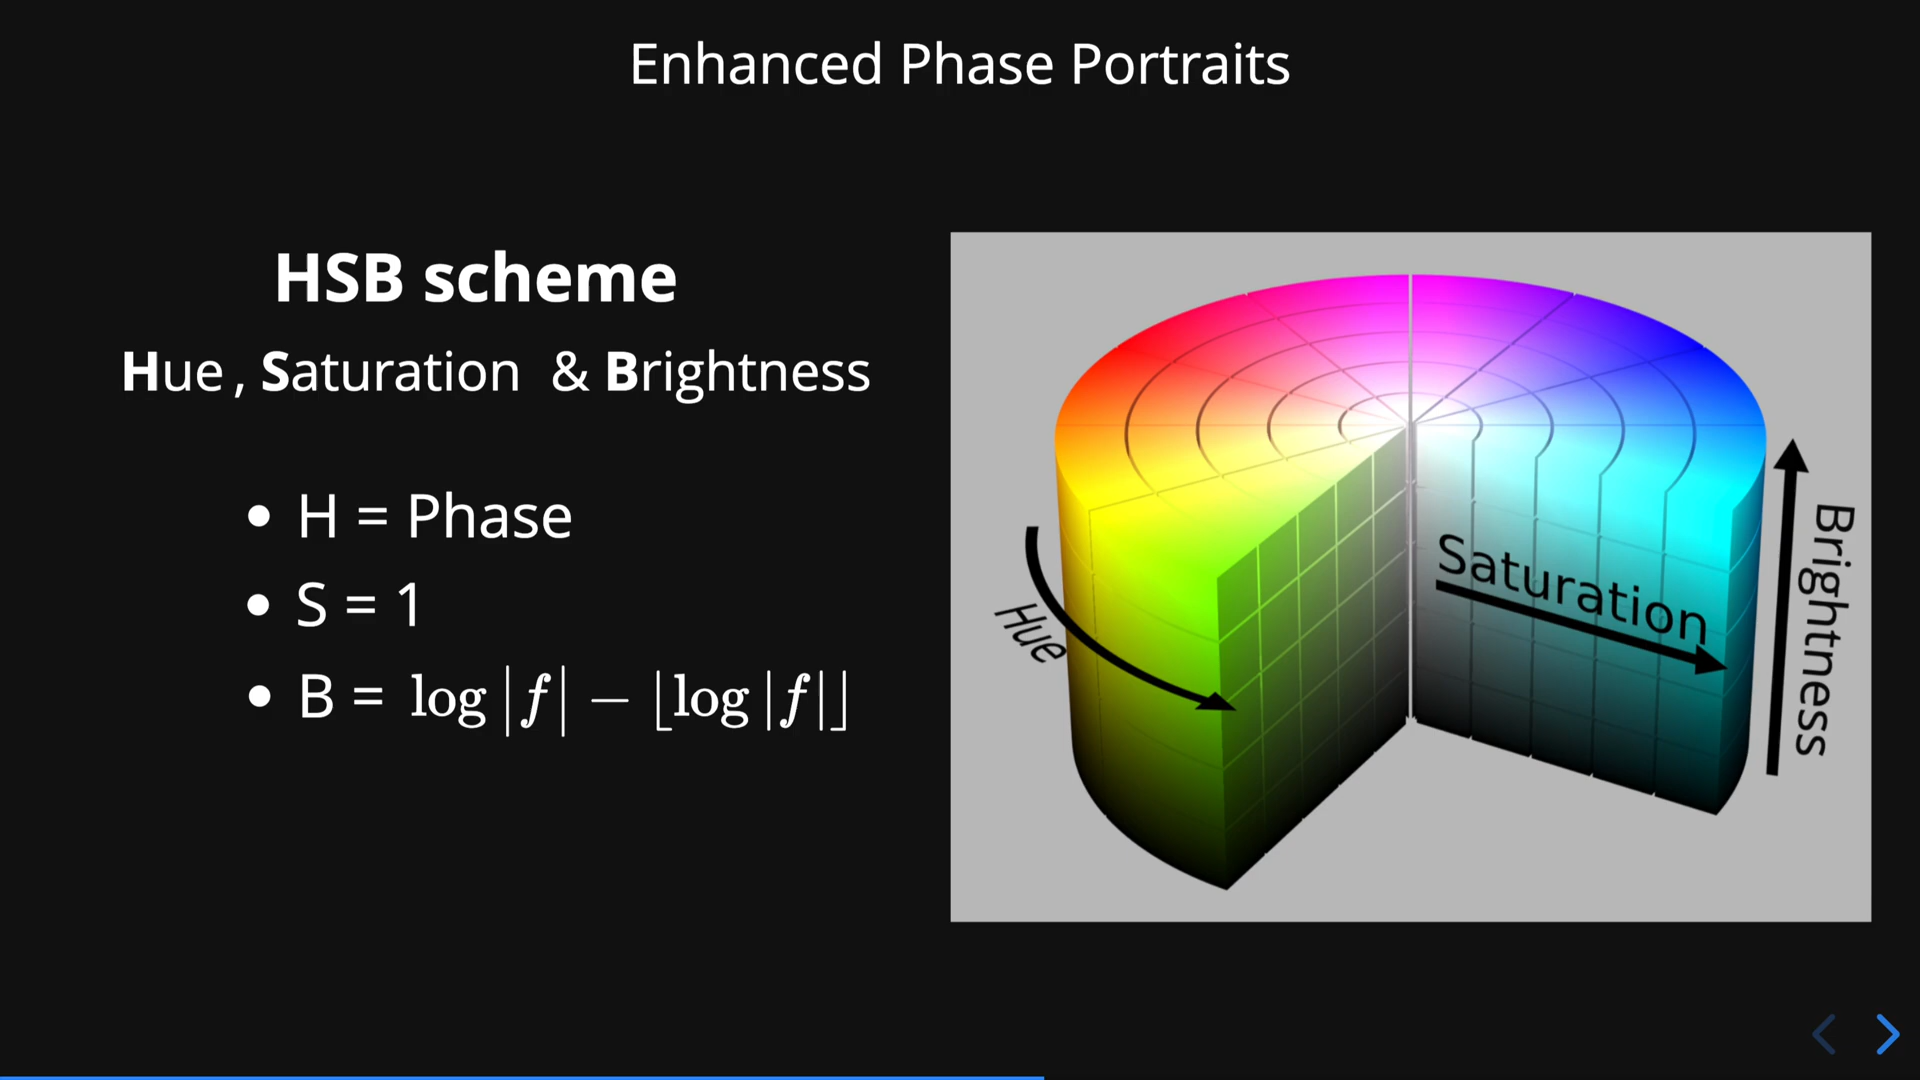 Enhanced Phase Portraits
HSB scheme
Hue , Saturation & Brightness
• H = Phase
• S = 1
• B = log |f| − ⌊log |f|⌋
Hue
Saturation
Brightness